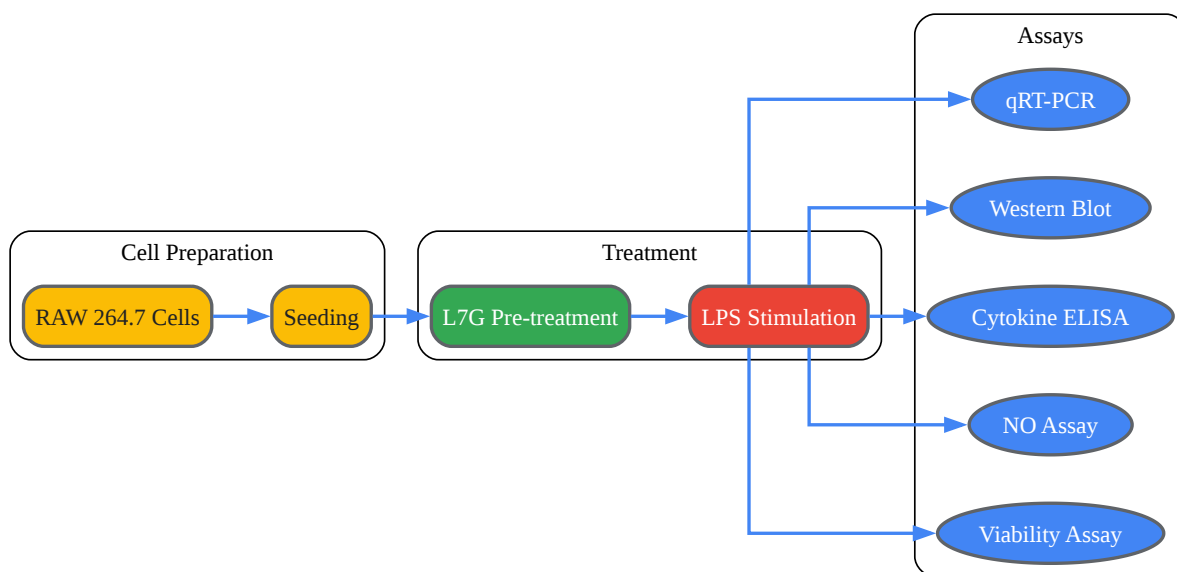 Cell Preparation
RAW 264.7 Cells
Seeding
Treatment
L7G Pre-treatment
LPS Stimulation
Assays
qRT-PCR
Western Blot
Cytokine ELISA
NO Assay
Viability Assay